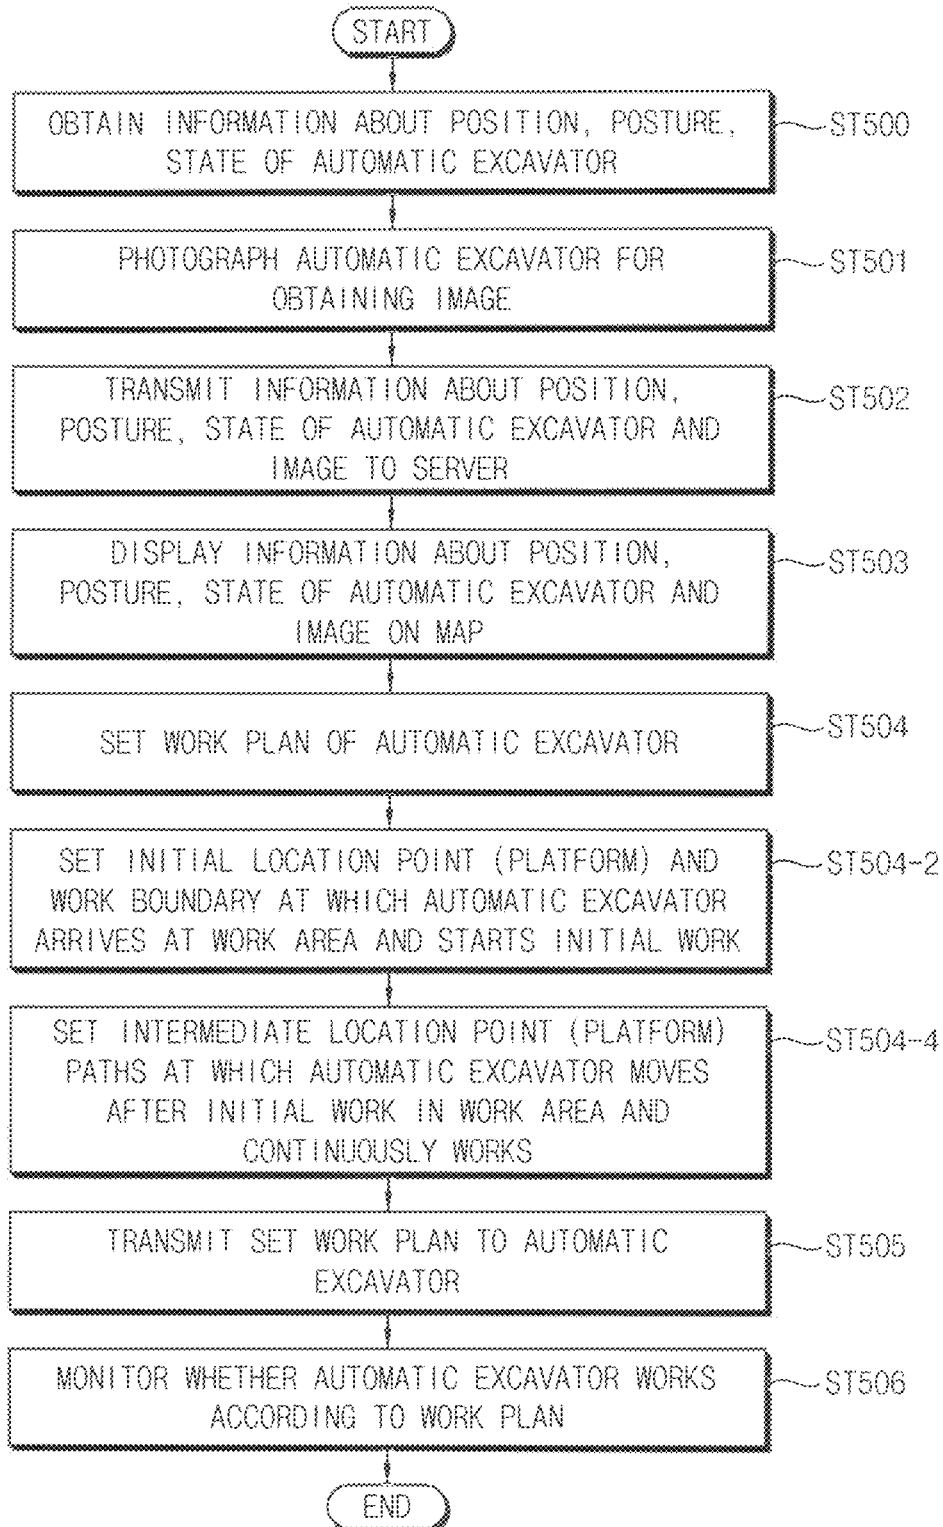 START
OBTAIN INFORMATION ABOUT POSITION, POSTURE,
STATE OF AUTOMATIC EXCAVATOR
ST500
PHOTOGRAPH AUTOMATIC EXCAVATOR FOR
OBTAINING IMAGE
ST501
TRANSMIT INFORMATION ABOUT POSITION,
POSTURE, STATE OF AUTOMATIC EXCAVATOR AND
IMAGE TO SERVER
ST502
DISPLAY INFORMATION ABOUT POSITION,
POSTURE, STATE OF AUTOMATIC EXCAVATOR AND
IMAGE ON MAP
ST503
SET WORK PLAN OF AUTOMATIC EXCAVATOR
ST504
SET INITIAL LOCATION POINT (PLATFORM) AND
WORK BOUNDARY AT WHICH AUTOMATIC EXCAVATOR
ARRIVES AT WORK AREA AND STARTS INITIAL WORK
ST504-2
SET INTERMEDIATE LOCATION POINT (PLATFORM)
PATHS AT WHICH AUTOMATIC EXCAVATOR MOVES
AFTER INITIAL WORK IN WORK AREA AND
CONTINUOUSLY WORKS
ST504-4
TRANSMIT SET WORK PLAN TO AUTOMATIC
EXCAVATOR
ST505
MONITOR WHETHER AUTOMATIC EXCAVATOR WORKS
ACCORDING TO WORK PLAN
ST506
END